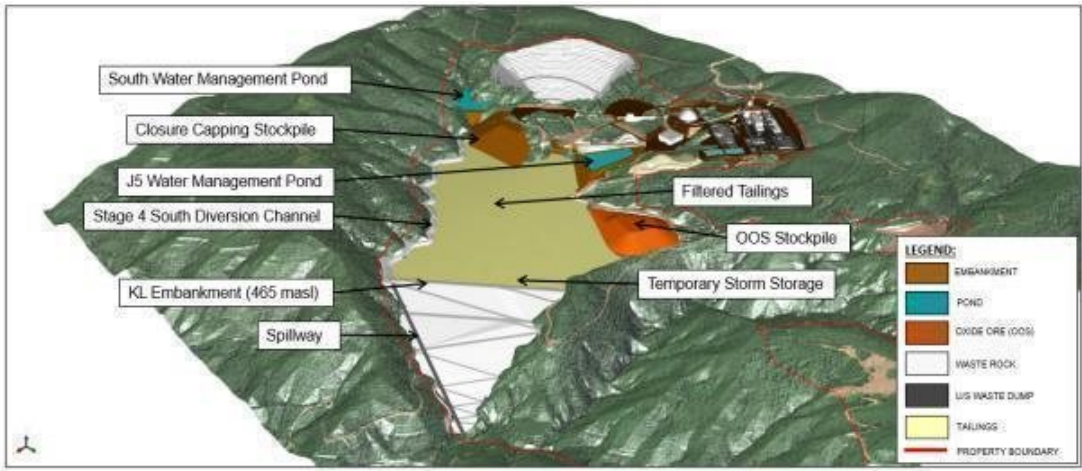 South Water Management Pond
Closure Capping Stockpile
J5 Water Management Pond
Stage 4 South Diversion Channel
KL Embankment (465 masl)
Spillway
Filtered Tailings
OOS Stockpile
Temporary Storm Storage
LEGEND:
EMBANKMENT
POND
OXIDE ORE (OOS)
WASTE ROCK
U/S WASTE DUMP
TAILINGS
PROPERTY BOUNDARY